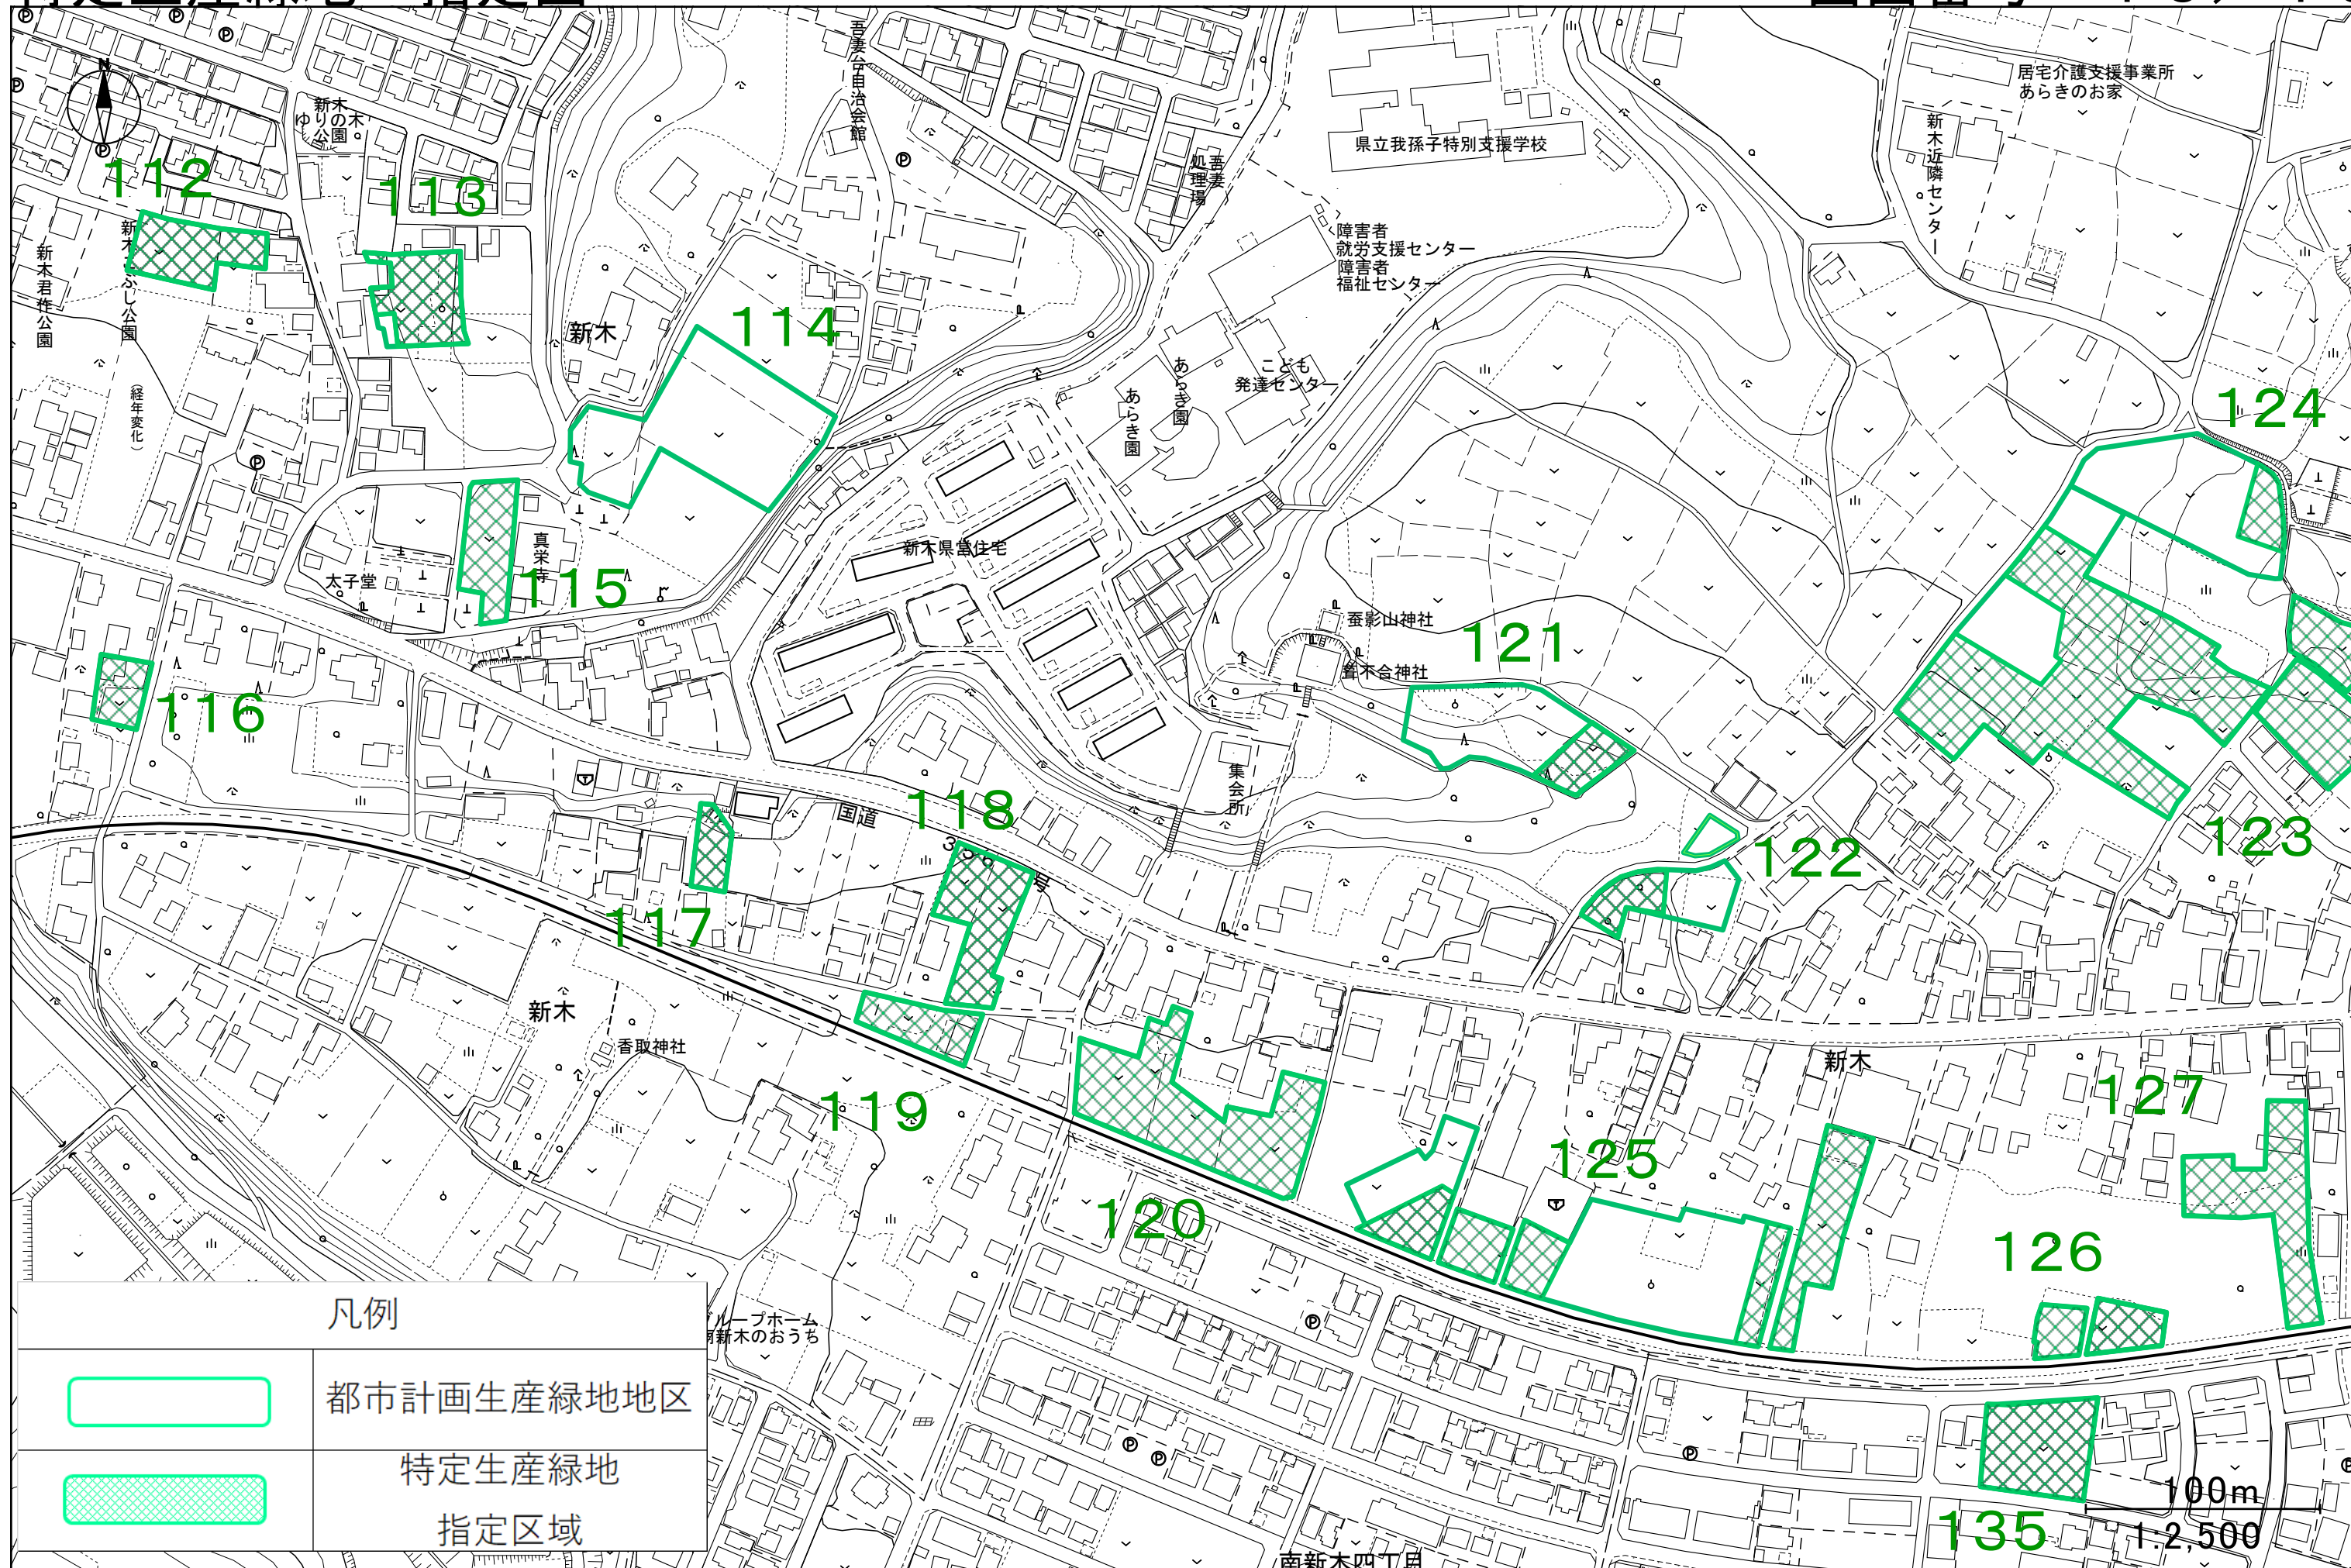 吾妻台自治会館
居宅介護支援事業所
あらきのお家
新木
ゆりの木
公園
県立我孫子特別支援学校
新木近隣センター
吾妻
処理場
112
113
新木君作公園
障害者
就労支援センター
障害者
福祉センター
114
新木
こども
発達センター
あらき園
あらき園
(経年変化)
124
新木県営住宅
真栄寺
太子堂
115
蚕影山神社
121
葺不合神社
116
集会所
国道
356号
118
122
123
117
新木
香取神社
新木
119
127
125
120
126
凡例
都市計画生産緑地地区
特定生産緑地
指定区域
グループホーム
南新木のおうち
100m
1:2,500
135
南新木四丁目
N